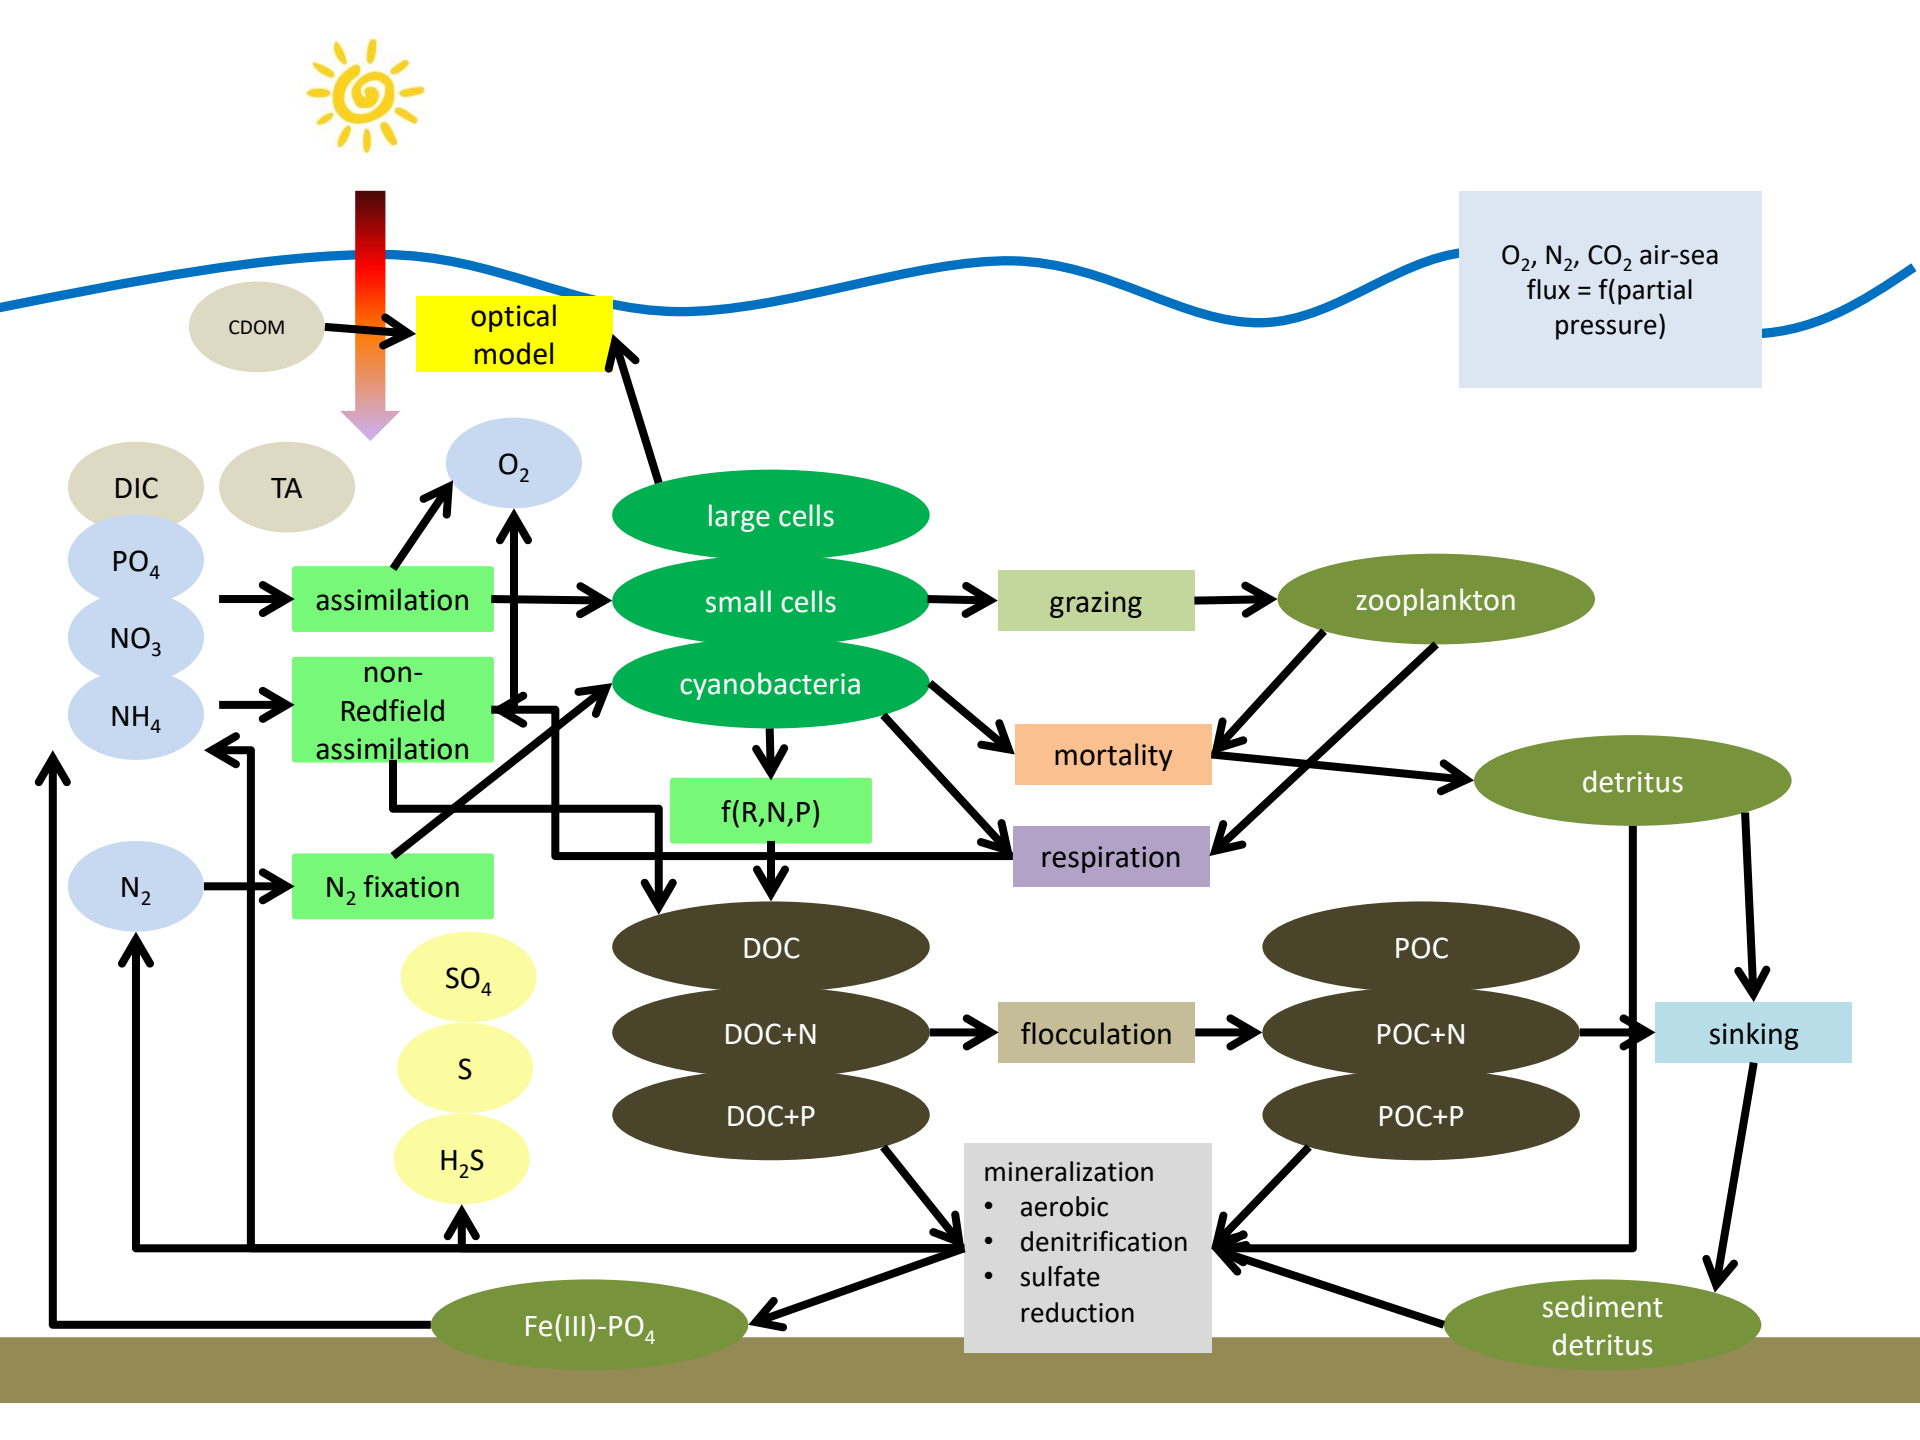 O₂, N₂, CO₂ air-sea
flux = f(partial
pressure)
CDOM
optical
model
O₂
DIC
TA
large cells
PO₄
assimilation
small cells
grazing
zooplankton
NO₃
non-
Redfield
assimilation
cyanobacteria
NH₄
mortality
detritus
f(R,N,P)
respiration
N₂
N₂ fixation
DOC
POC
SO₄
DOC+N
flocculation
POC+N
sinking
S
DOC+P
POC+P
H₂S
mineralization
• aerobic
• denitrification
• sulfate
reduction
Fe(III)-PO₄
sediment
detritus